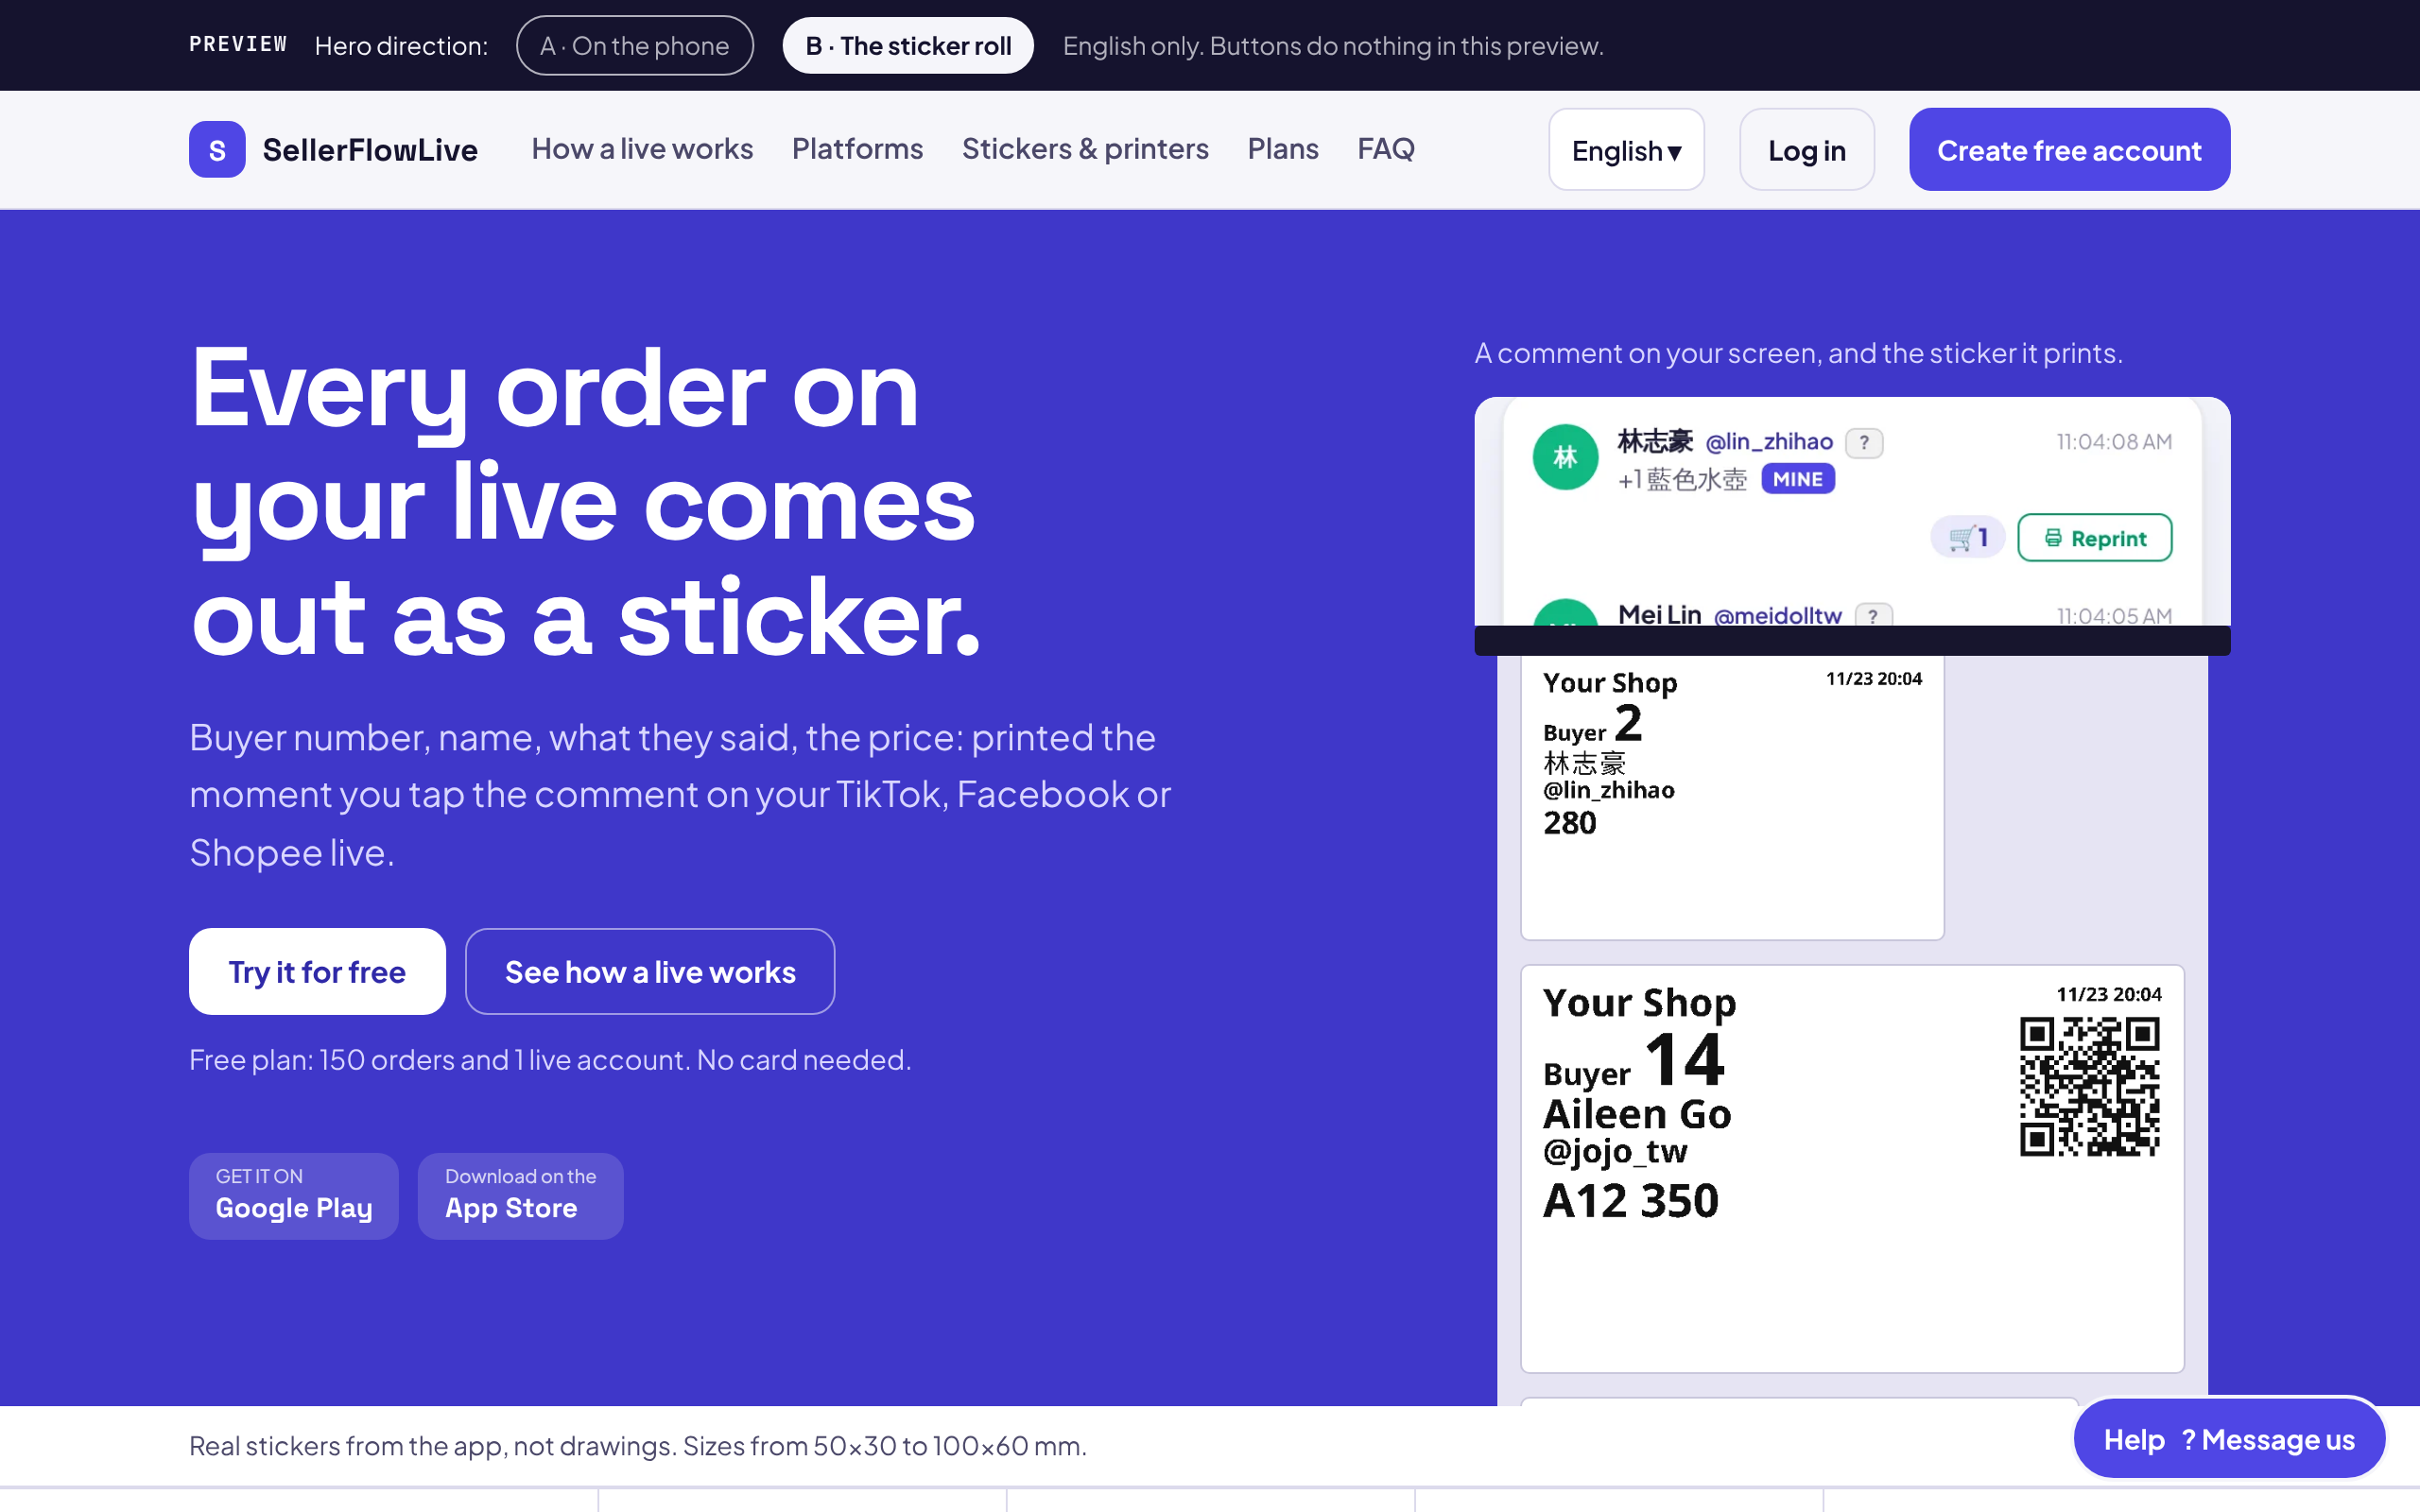 PREVIEW Hero direction: A · On the phone B · The sticker roll English only. Buttons do nothing in this preview.
S SellerFlowLive How a live works Platforms Stickers & printers Plans FAQ English ▾ Log in Create free account
Every order on
your live comes
out as a sticker.
Buyer number, name, what they said, the price: printed the
moment you tap the comment on your TikTok, Facebook or
Shopee live.
Try it for free See how a live works
Free plan: 150 orders and 1 live account. No card needed.
GET IT ON
Google Play
Download on the
App Store
A comment on your screen, and the sticker it prints.
林 林志豪 @lin_zhihao ? 11:04:08 AM
+1 藍色水壺 MINE
🛒1 Reprint
Mei Lin @meidolltw ? 11:04:05 AM
Your Shop 11/23 20:04
Buyer 2
林志豪
@lin_zhihao
280
Your Shop 11/23 20:04
Buyer 14
Aileen Go
@jojo_tw
A12 350
Real stickers from the app, not drawings. Sizes from 50×30 to 100×60 mm.
Help ? Message us